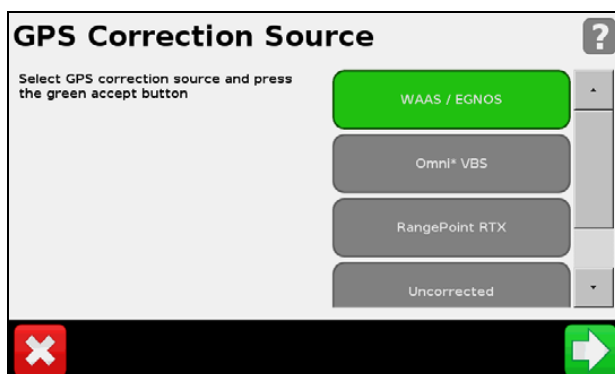 GPS Correction Source
?
Select GPS correction source and press
the green accept button
WAAS / EGNOS
Omni* VBS
RangePoint RTX
Uncorrected